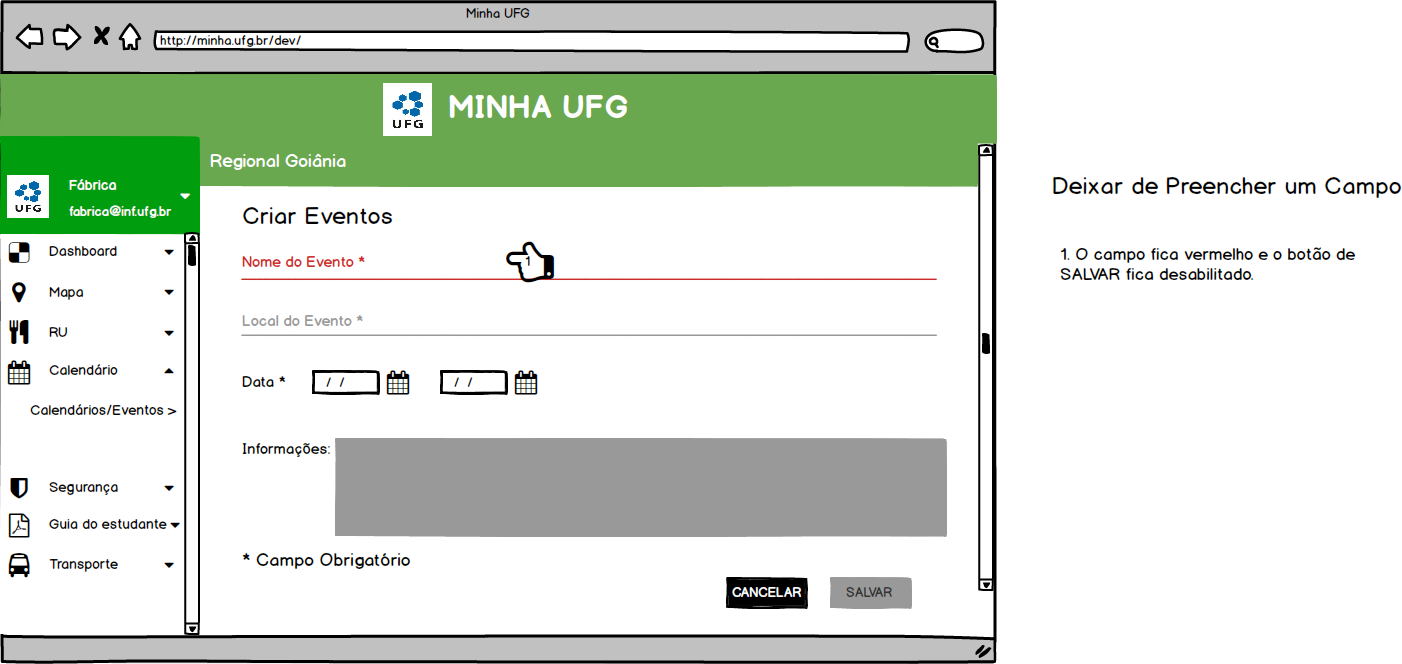 Minha UFG
http://minha.ufg.br/dev/
UFG
MINHA UFG
Regional Goiânia
UFG
Fábrica
fabrica@inf.ufg.br
Dashboard
Mapa
RU
Calendário
Calendários/Eventos >
Segurança
Guia do estudante
Transporte
Criar Eventos
Nome do Evento *
1
Local do Evento *
Data * / / / /
Informações:
* Campo Obrigatório
CANCELAR SALVAR
Deixar de Preencher um Campo
1. O campo fica vermelho e o botão de
SALVAR fica desabilitado.